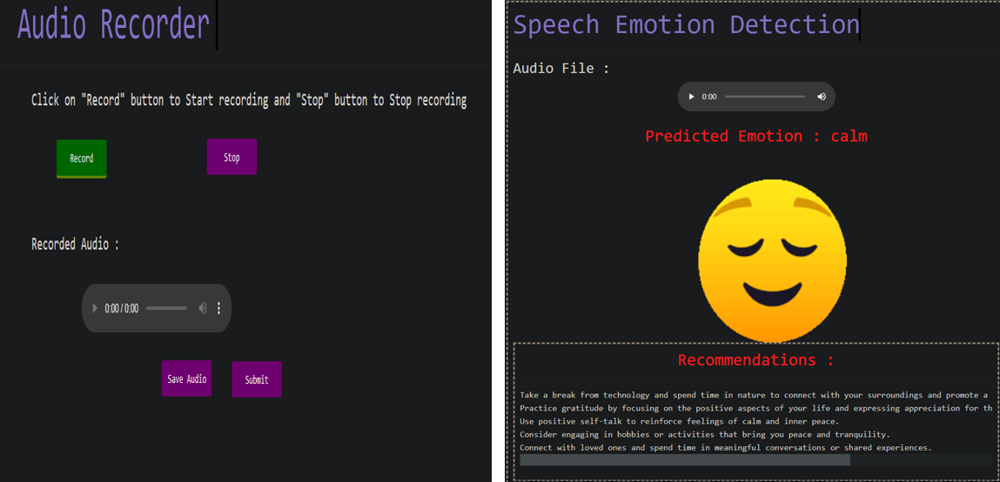 Audio Recorder
Click on "Record" button to Start recording and "Stop" button to Stop recording
Record
Stop
Recorded Audio :
0:00 / 0:00
Save Audio
Submit
Speech Emotion Detection
Audio File :
0:00
Predicted Emotion : calm
Recommendations :
Take a break from technology and spend time in nature to connect with your surroundings and promote a
Practice gratitude by focusing on the positive aspects of your life and expressing appreciation for th
Use positive self-talk to reinforce feelings of calm and inner peace.
Consider engaging in hobbies or activities that bring you peace and tranquility.
Connect with loved ones and spend time in meaningful conversations or shared experiences.